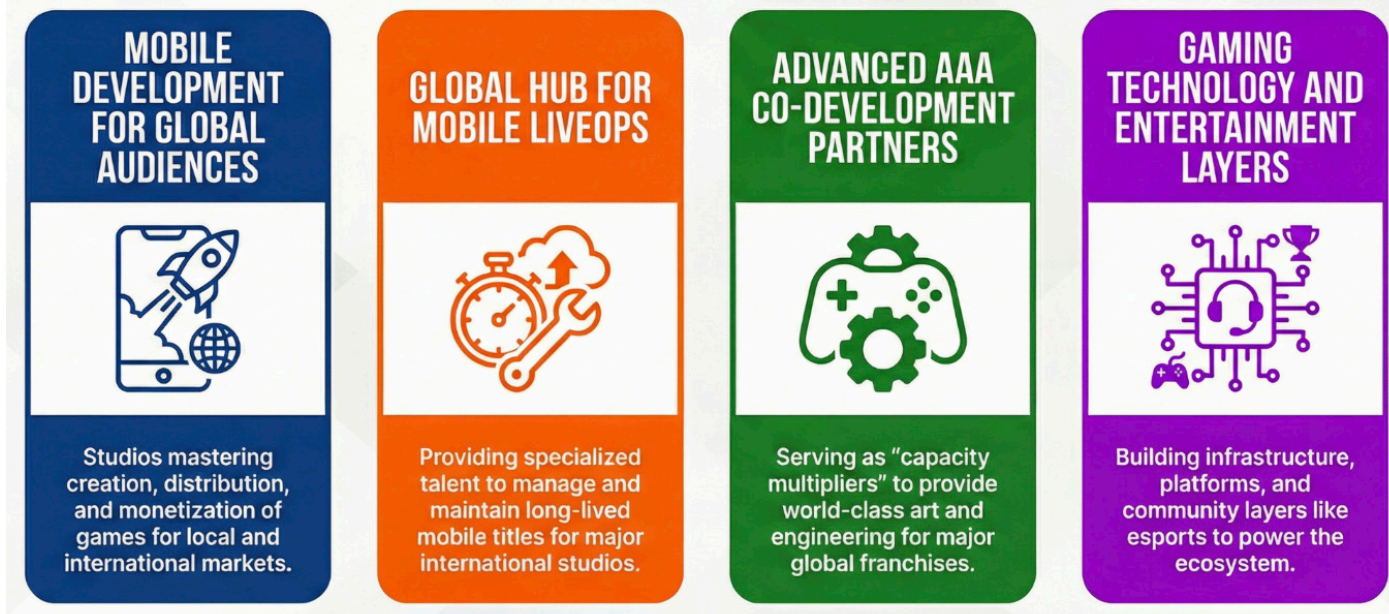 MOBILE
DEVELOPMENT
FOR GLOBAL
AUDIENCES
Studios mastering
creation, distribution,
and monetization of
games for local and
international markets.
GLOBAL HUB FOR
MOBILE LIVEOPS
Providing specialized
talent to manage and
maintain long-lived
mobile titles for major
international studios.
ADVANCED AAA
CO-DEVELOPMENT
PARTNERS
Serving as “capacity
multipliers” to provide
world-class art and
engineering for major
global franchises.
GAMING
TECHNOLOGY AND
ENTERTAINMENT
LAYERS
Building infrastructure,
platforms, and
community layers like
esports to power the
ecosystem.